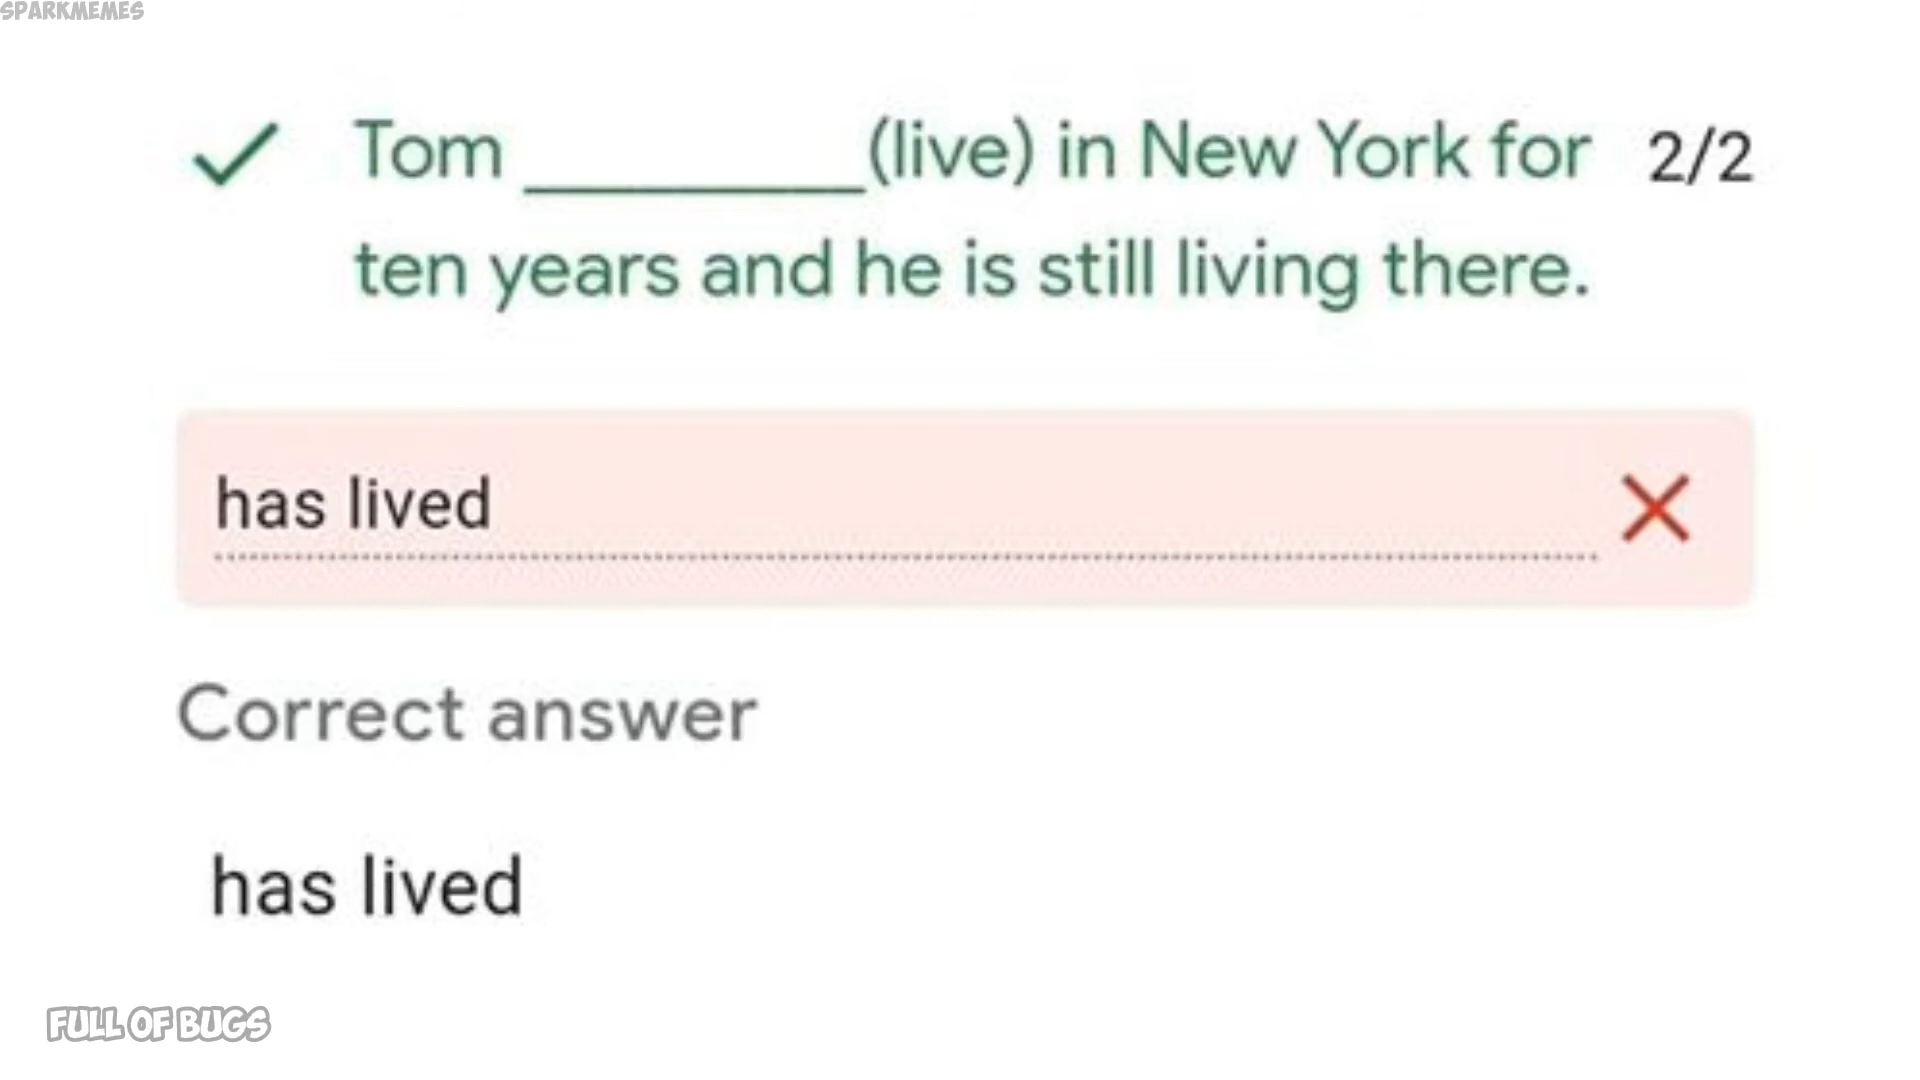 SPARKMEMES
Tom ________(live) in New York for 2/2
ten years and he is still living there.
has lived
Correct answer
has lived
FULL OF BUGS